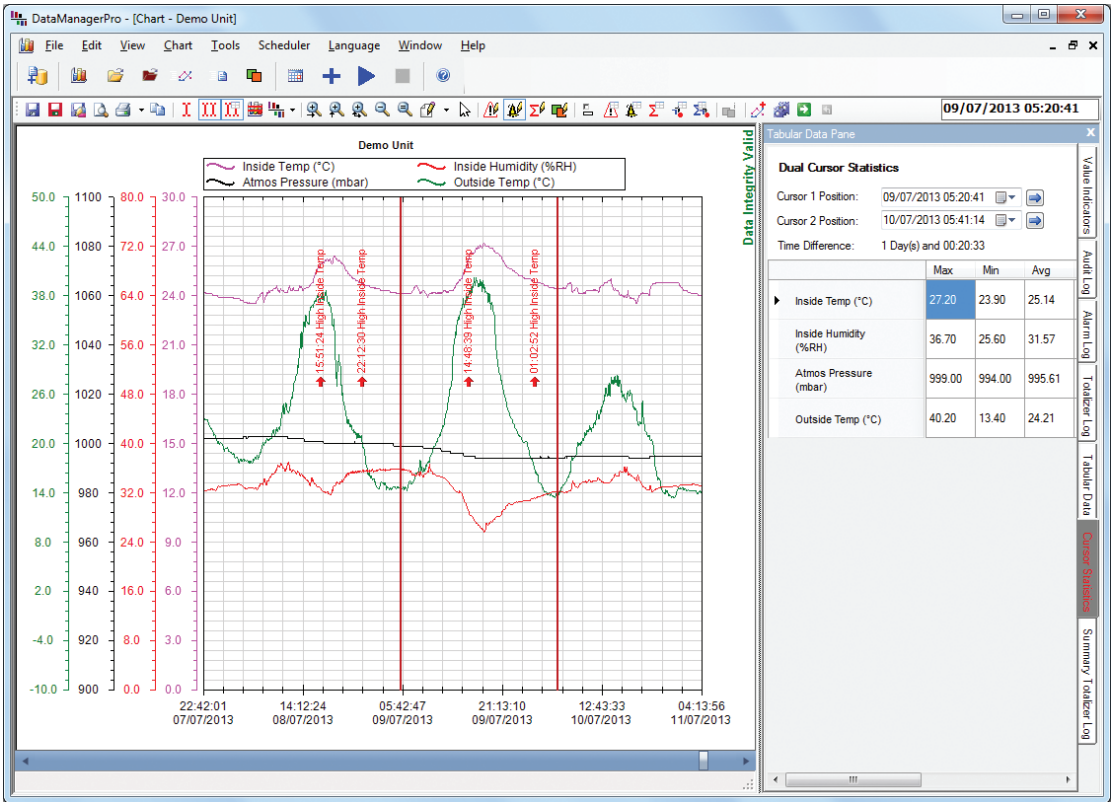 DataManagerPro - [Chart - Demo Unit]
File Edit View Chart Tools Scheduler Language Window Help
09/07/2013 05:20:41
Demo Unit
Inside Temp (°C) Inside Humidity (%RH)
Atmos Pressure (mbar) Outside Temp (°C)
Data Integrity Valid
50.0 1100 80.0 30.0
44.0 1080 72.0 27.0
38.0 1060 64.0 24.0
32.0 1040 56.0 21.0
26.0 1020 48.0 18.0
20.0 1000 40.0 15.0
14.0 980 32.0 12.0
8.0 960 24.0 9.0
2.0 940 16.0 6.0
-4.0 920 8.0 3.0
-10.0 900 0.0 0.0
15:51:24 High Inside Temp
22:12:30 High Inside Temp
14:48:39 High Inside Temp
01:02:52 High Inside Temp
22:42:01 14:12:24 05:42:47 21:13:10 12:43:33 04:13:56
07/07/2013 08/07/2013 09/07/2013 09/07/2013 10/07/2013 11/07/2013
Tabular Data Pane X
Dual Cursor Statistics
Cursor 1 Position: 09/07/2013 05:20:41
Cursor 2 Position: 10/07/2013 05:41:14
Time Difference: 1 Day(s) and 00:20:33
Max Min Avg
Inside Temp (°C) 27.20 23.90 25.14
Inside Humidity
(%RH) 36.70 25.60 31.57
Atmos Pressure
(mbar) 999.00 994.00 995.61
Outside Temp (°C) 40.20 13.40 24.21
Value Indicators
Audit Log
Alarm Log
Totalizer Log
Tabular Data
Cursor Statistics
Summary Totalizer Log